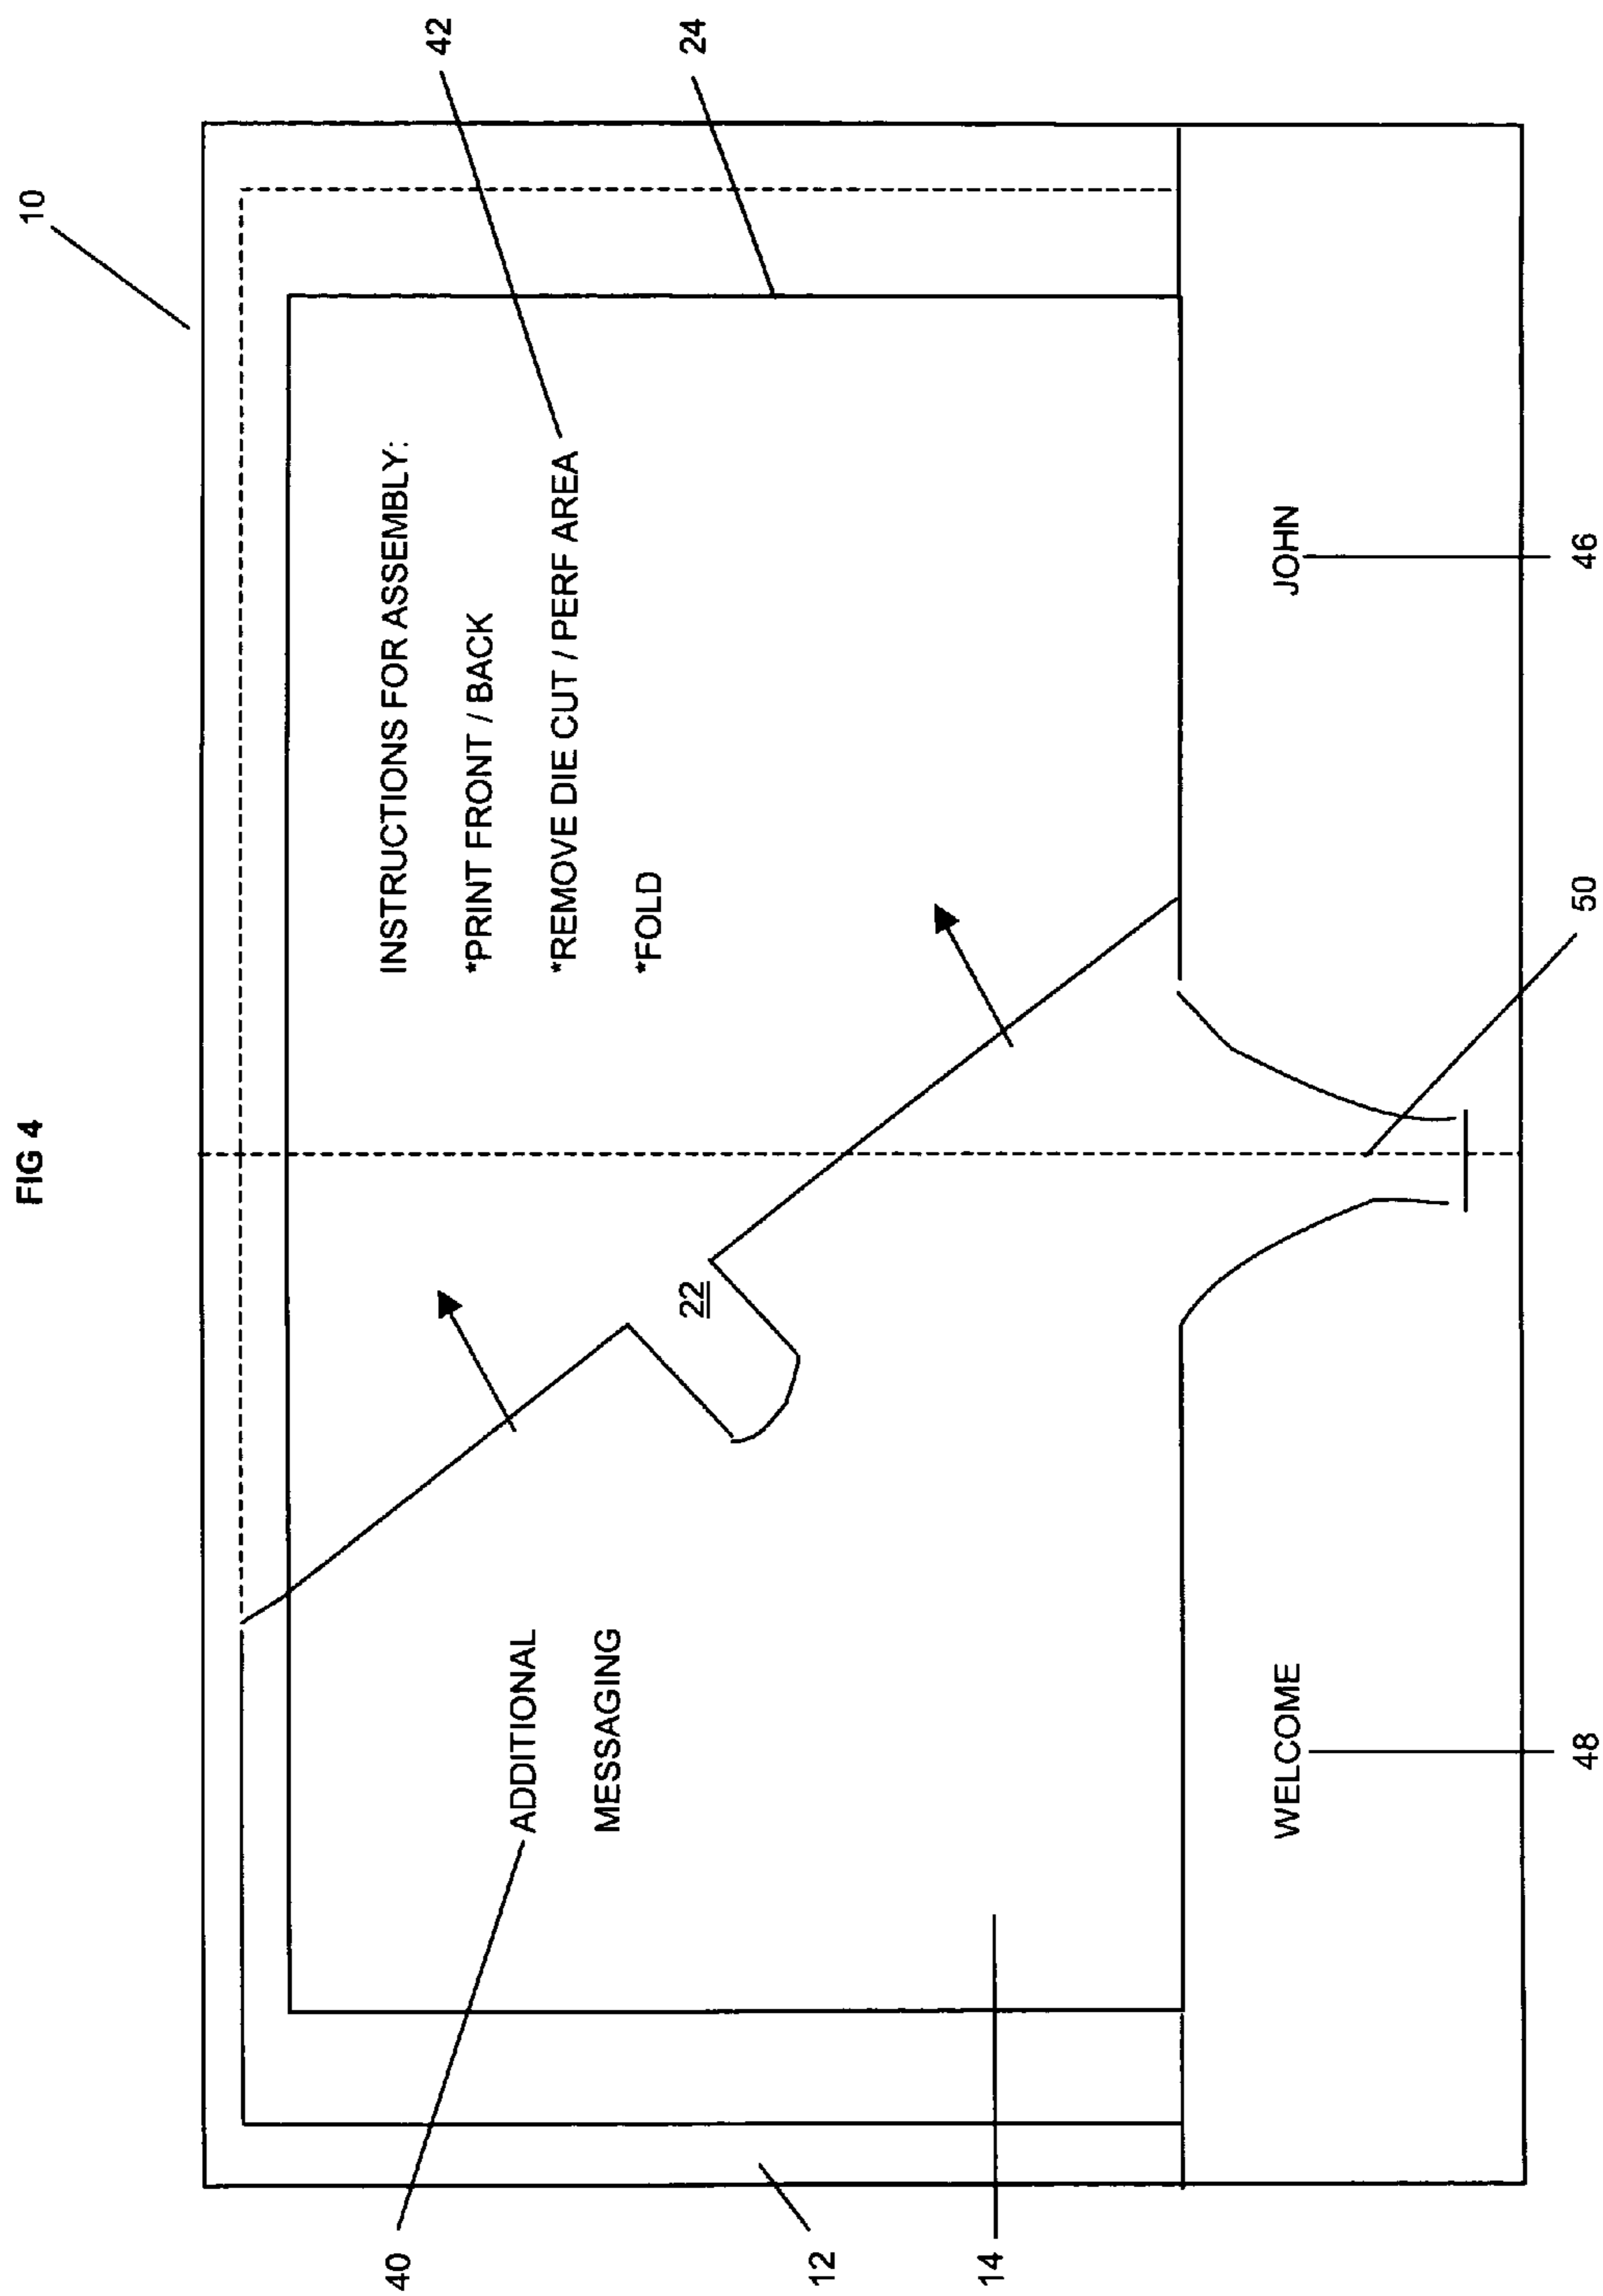 FIG 4
10
42
24
INSTRUCTIONS FOR ASSEMBLY:
*PRINT FRONT / BACK
*REMOVE DIE CUT / PERF AREA
*FOLD
22
ADDITIONAL
MESSAGING
40
12
14
WELCOME
JOHN
48
50
46